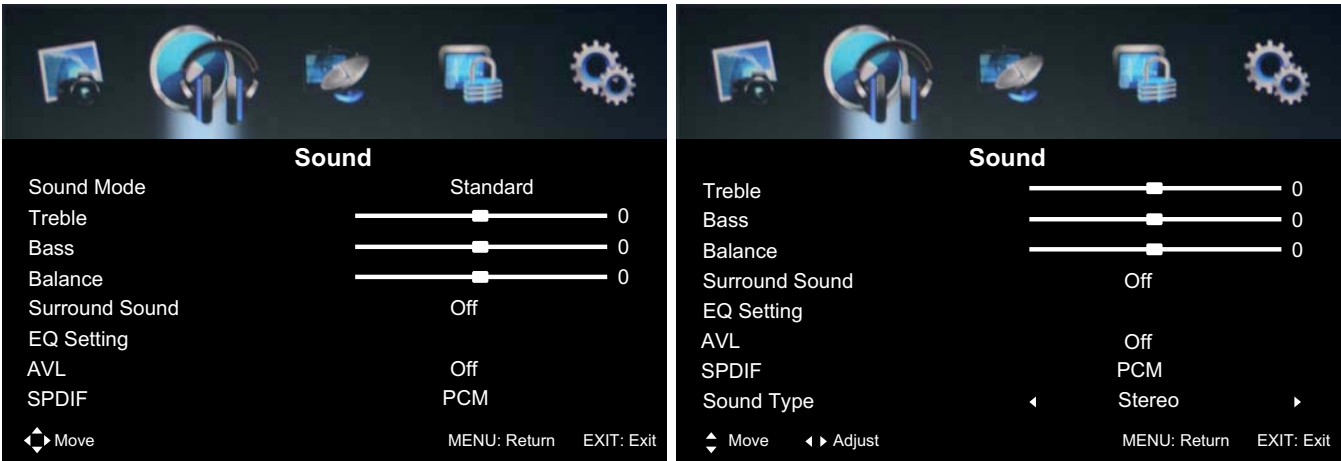 Sound
Sound Mode Standard
Treble 0
Bass 0
Balance 0
Surround Sound Off
EQ Setting
AVL Off
SPDIF PCM
Move MENU: Return EXIT: Exit
Sound
Treble 0
Bass 0
Balance 0
Surround Sound Off
EQ Setting
AVL Off
SPDIF PCM
Sound Type Stereo
Move Adjust MENU: Return EXIT: Exit